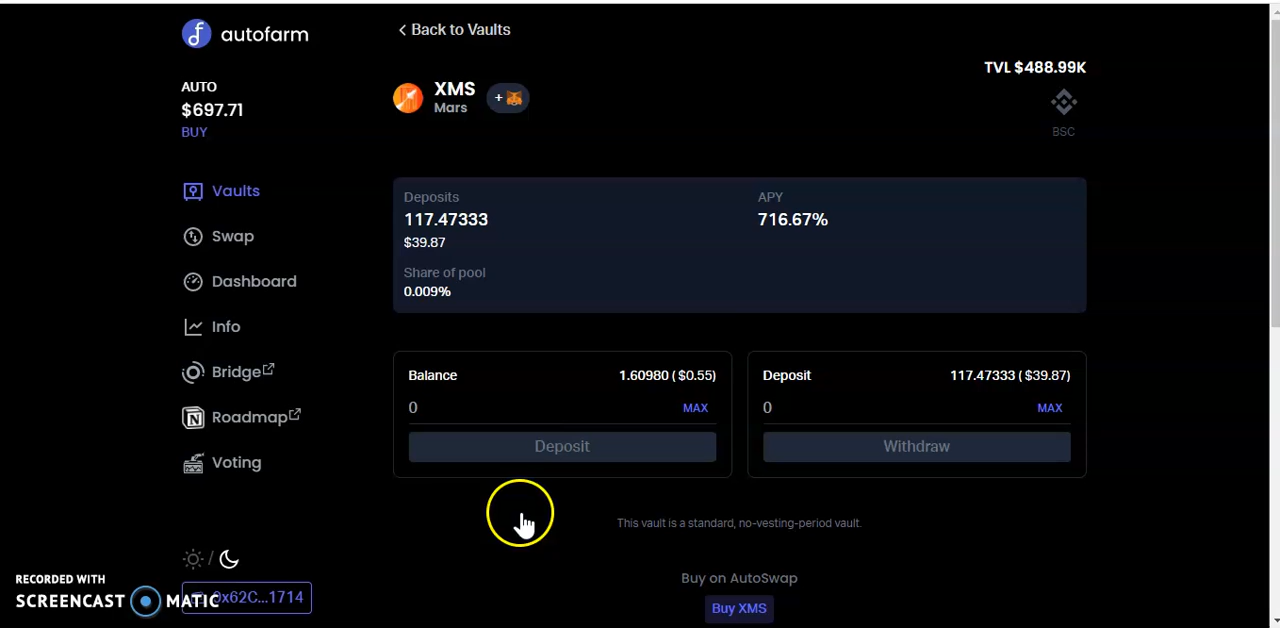 autofarm
Back to Vaults
TVL $488.99K
AUTO
$697.71
BUY
XMS
Mars
+
BSC
Vaults
Swap
Dashboard
Info
Bridge
Roadmap
Voting
Deposits
117.47333
$39.87
Share of pool
0.009%
APY
716.67%
Balance 1.60980 ($0.55)
0 MAX
Deposit
Deposit 117.47333 ($39.87)
0 MAX
Withdraw
This vault is a standard, no-vesting-period vault.
Buy on AutoSwap
Buy XMS
0x62C...1714
RECORDED WITH
SCREENCAST MATIC